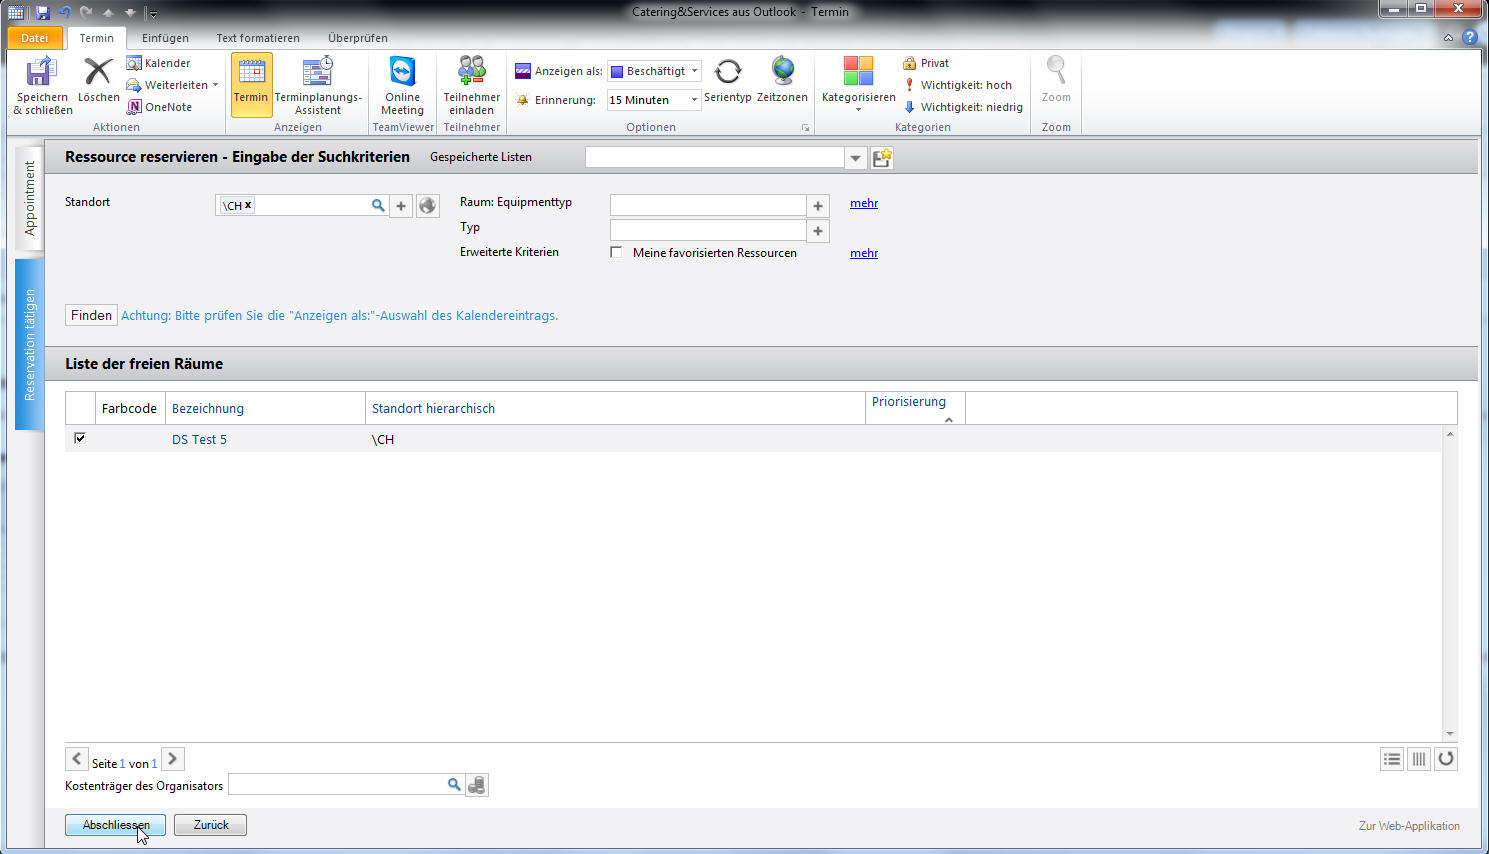 Catering&Services aus Outlook - Termin
Datei Termin Einfügen Text formatieren Überprüfen
Speichern & schließen
Löschen
Kalender
Weiterleiten
OneNote
Aktionen
Termin
Terminplanungs-Assistent
Anzeigen
Online Meeting
TeamViewer
Teilnehmer einladen
Teilnehmer
Anzeigen als: Beschäftigt
Erinnerung: 15 Minuten
Serientyp
Zeitzonen
Optionen
Kategorisieren
Privat
Wichtigkeit: hoch
Wichtigkeit: niedrig
Kategorien
Zoom
Zoom
Appointment
Reservation tätigen
Ressource reservieren - Eingabe der Suchkriterien Gespeicherte Listen
Standort \CH x Raum: Equipmenttyp mehr
Typ
Erweiterte Kriterien Meine favorisierten Ressourcen mehr
Finden Achtung: Bitte prüfen Sie die "Anzeigen als:"-Auswahl des Kalendereintrags.
Liste der freien Räume
Farbcode Bezeichnung Standort hierarchisch Priorisierung
DS Test 5 \CH
Seite 1 von 1
Kostenträger des Organisators
Abschliessen Zurück Zur Web-Applikation